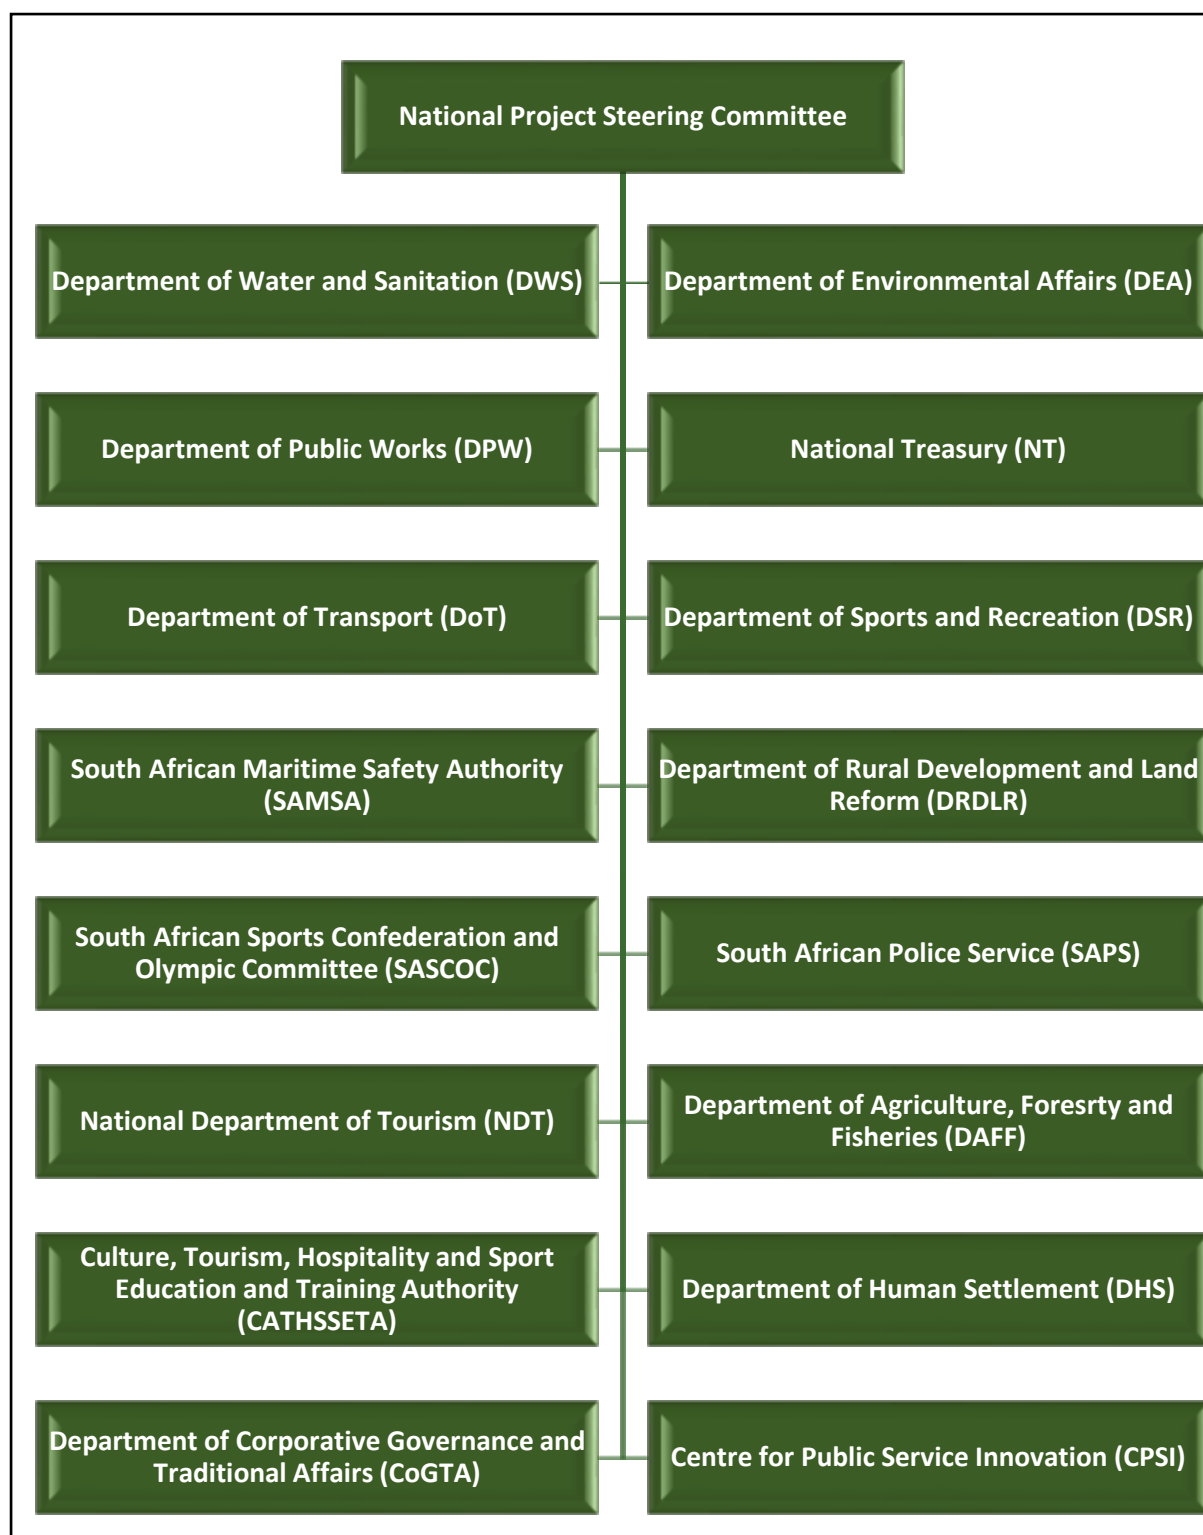 National Project Steering Committee
Department of Water and Sanitation (DWS)
Department of Environmental Affairs (DEA)
Department of Public Works (DPW)
National Treasury (NT)
Department of Transport (DoT)
Department of Sports and Recreation (DSR)
South African Maritime Safety Authority
(SAMSA)
Department of Rural Development and Land
Reform (DRDLR)
South African Sports Confederation and
Olympic Committee (SASCOC)
South African Police Service (SAPS)
National Department of Tourism (NDT)
Department of Agriculture, Foresrty and
Fisheries (DAFF)
Culture, Tourism, Hospitality and Sport
Education and Training Authority
(CATHSSETA)
Department of Human Settlement (DHS)
Department of Corporative Governance and
Traditional Affairs (CoGTA)
Centre for Public Service Innovation (CPSI)